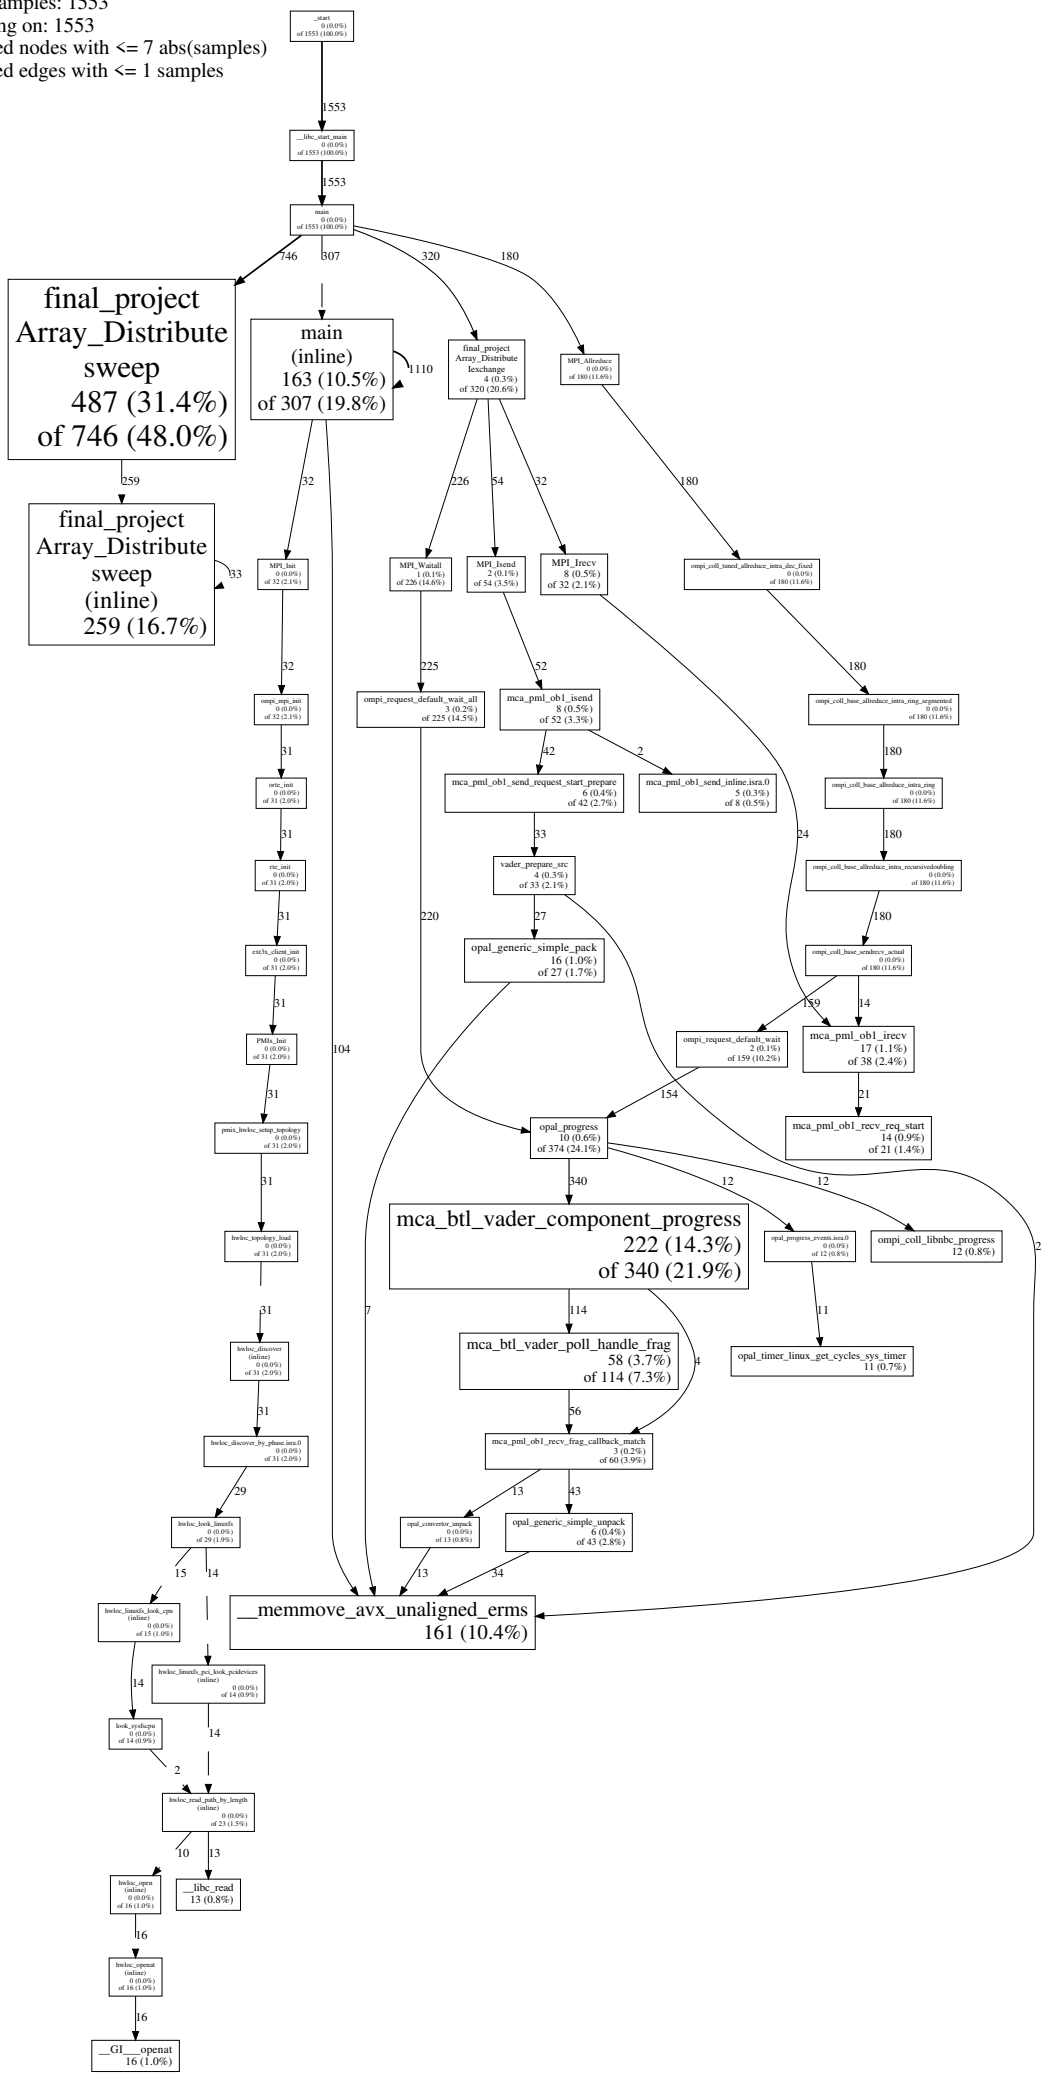 amples: 1553
ng on: 1553
ed nodes with <= 7 abs(samples)
ed edges with <= 1 samples
_start
0 (0.0%)
of 1553 (100.0%)
1553
__libc_start_main
0 (0.0%)
of 1553 (100.0%)
1553
main
0 (0.0%)
of 1553 (100.0%)
746
307
320
180
final_project
Array_Distribute
sweep
487 (31.4%)
of 746 (48.0%)
main
(inline)
163 (10.5%)
of 307 (19.8%)
1110
final_project
Array_Distribute
Iexchange
4 (0.3%)
of 320 (20.6%)
MPI_Allreduce
0 (0.0%)
of 180 (11.6%)
259
32
226
54
32
180
final_project
Array_Distribute
sweep
(inline)
259 (16.7%)
33
MPI_Init
0 (0.0%)
of 32 (2.1%)
MPI_Waitall
1 (0.1%)
of 226 (14.6%)
MPI_Isend
2 (0.1%)
of 54 (3.5%)
MPI_Irecv
8 (0.5%)
of 32 (2.1%)
ompi_coll_tuned_allreduce_intra_dec_fixed
0 (0.0%)
of 180 (11.6%)
32
225
52
180
ompi_mpi_init
0 (0.0%)
of 32 (2.1%)
ompi_request_default_wait_all
3 (0.2%)
of 225 (14.5%)
mca_pml_ob1_isend
8 (0.5%)
of 52 (3.3%)
ompi_coll_base_allreduce_intra_ring_segmented
0 (0.0%)
of 180 (11.6%)
31
42
2
180
orte_init
0 (0.0%)
of 31 (2.0%)
mca_pml_ob1_send_request_start_prepare
6 (0.4%)
of 42 (2.7%)
mca_pml_ob1_send_inline.isra.0
5 (0.3%)
of 8 (0.5%)
ompi_coll_base_allreduce_intra_ring
0 (0.0%)
of 180 (11.6%)
31
33
24
180
rte_init
0 (0.0%)
of 31 (2.0%)
vader_prepare_src
4 (0.3%)
of 33 (2.1%)
ompi_coll_base_allreduce_intra_recursivedoubling
0 (0.0%)
of 180 (11.6%)
31
220
27
180
ext3x_client_init
0 (0.0%)
of 31 (2.0%)
opal_generic_simple_pack
16 (1.0%)
of 27 (1.7%)
ompi_coll_base_sendrecv_actual
0 (0.0%)
of 180 (11.6%)
31
159
14
PMIx_Init
0 (0.0%)
of 31 (2.0%)
104
ompi_request_default_wait
2 (0.1%)
of 159 (10.2%)
mca_pml_ob1_irecv
17 (1.1%)
of 38 (2.4%)
31
154
21
pmix_hwloc_setup_topology
0 (0.0%)
of 31 (2.0%)
opal_progress
10 (0.6%)
of 374 (24.1%)
mca_pml_ob1_recv_req_start
14 (0.9%)
of 21 (1.4%)
31
340
12
12
hwloc_topology_load
0 (0.0%)
of 31 (2.0%)
mca_btl_vader_component_progress
222 (14.3%)
of 340 (21.9%)
opal_progress_events.isra.0
0 (0.0%)
of 12 (0.8%)
ompi_coll_libnbc_progress
12 (0.8%)
2
31
7
114
11
hwloc_discover
(inline)
0 (0.0%)
of 31 (2.0%)
mca_btl_vader_poll_handle_frag
58 (3.7%)
of 114 (7.3%)
4
opal_timer_linux_get_cycles_sys_timer
11 (0.7%)
31
56
hwloc_discover_by_phase.isra.0
0 (0.0%)
of 31 (2.0%)
mca_pml_ob1_recv_frag_callback_match
3 (0.2%)
of 60 (3.9%)
29
13
43
hwloc_look_linuxfs
0 (0.0%)
of 29 (1.9%)
opal_convertor_unpack
0 (0.0%)
of 13 (0.8%)
opal_generic_simple_unpack
6 (0.4%)
of 43 (2.8%)
15
14
13
34
hwloc_linuxfs_look_cpu
(inline)
0 (0.0%)
of 15 (1.0%)
__memmove_avx_unaligned_erms
161 (10.4%)
14
hwloc_linuxfs_pci_look_pcidevices
(inline)
0 (0.0%)
of 14 (0.9%)
look_sysfscpu
0 (0.0%)
of 14 (0.9%)
14
2
hwloc_read_path_by_length
(inline)
0 (0.0%)
of 23 (1.5%)
10
13
hwloc_open
(inline)
0 (0.0%)
of 16 (1.0%)
__libc_read
13 (0.8%)
16
hwloc_openat
(inline)
0 (0.0%)
of 16 (1.0%)
16
__GI___openat
16 (1.0%)